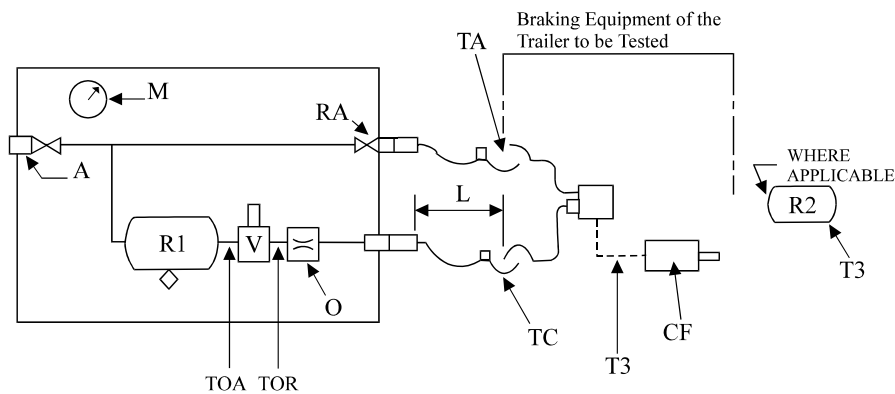 Braking Equipment of the
Trailer to be Tested
TA
M
RA
A
WHERE
APPLICABLE
L
R1
V
R2
O
T3
TC
CF
T3
TOA
TOR